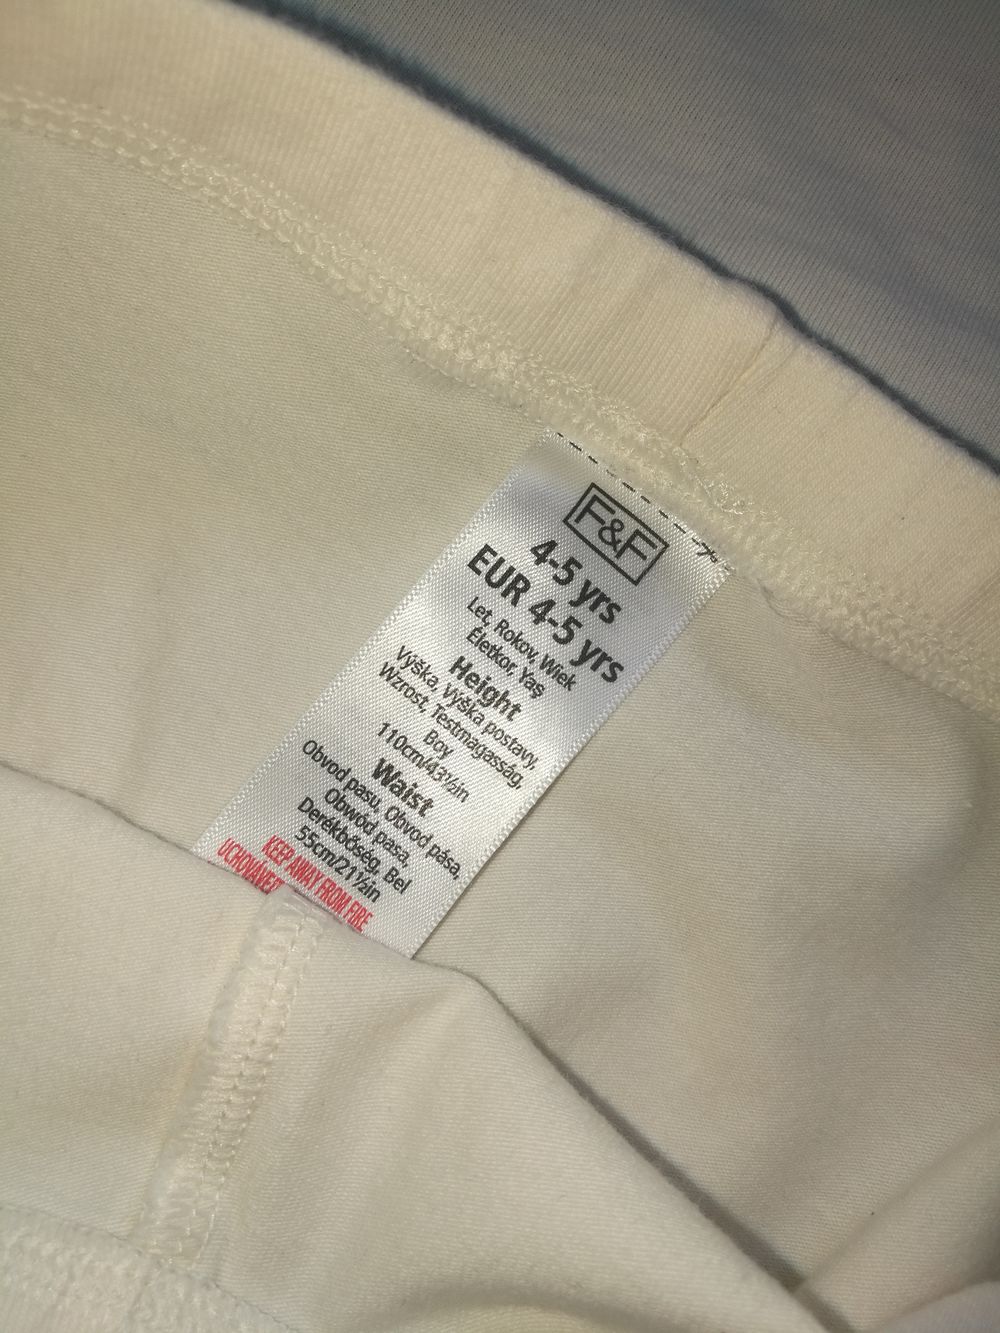 F&F
4-5 yrs
EUR 4-5 yrs
Let, Rokov, Wiek
Életkor, Yaş
Height
Výška, Výška postavy,
Wzrost, Testmagasság,
Boy
110cm/43½in
Waist
Obvod pasu, Obvod pása,
Obwód pasa,
Derékbőség, Bel
55cm/21½in
KEEP AWAY FROM FIRE